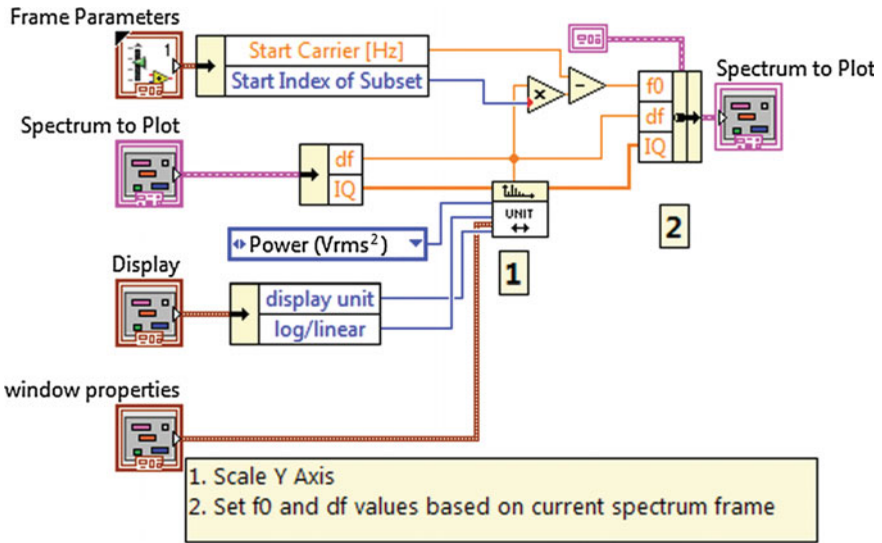 Frame Parameters
1
Start Carrier [Hz]
Start Index of Subset
Spectrum to Plot
df
IQ
×
−
f0
df
IQ
Spectrum to Plot
UNIT
Power (Vrms²)
1
2
Display
display unit
log/linear
window properties
1. Scale Y Axis
2. Set f0 and df values based on current spectrum frame